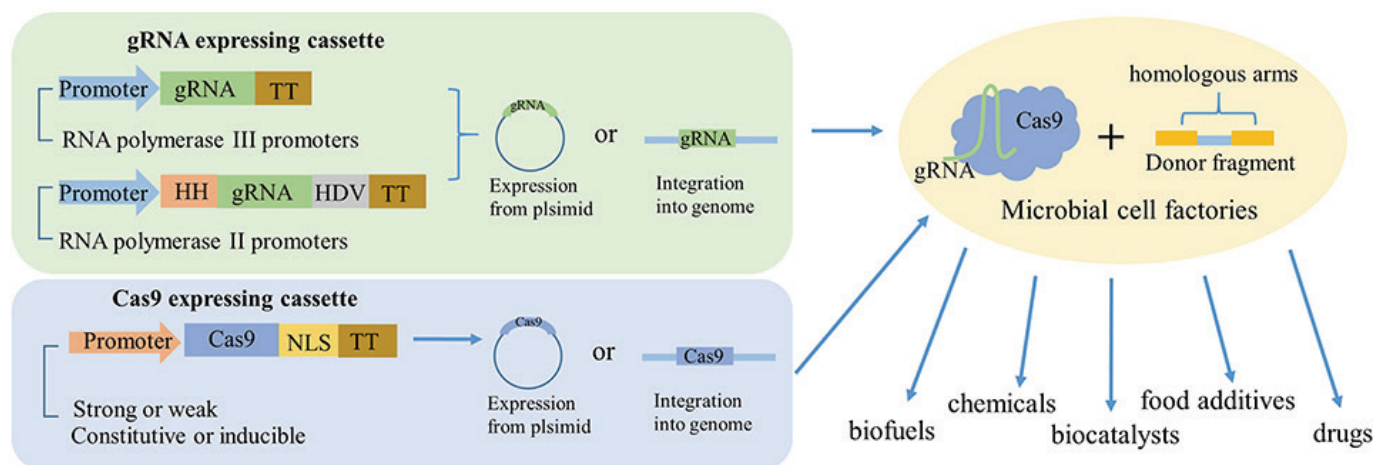 gRNA expressing cassette
Promoter gRNA TT
RNA polymerase III promoters
Promoter HH gRNA HDV TT
RNA polymerase II promoters
gRNA
or
gRNA
Expression
from plsimid
Integration
into genome
Cas9 expressing cassette
Promoter Cas9 NLS TT
Strong or weak
Constitutive or inducible
Cas9
or
Cas9
Expression
from plsimid
Integration
into genome
homologous arms
Cas9
+
gRNA
Donor fragment
Microbial cell factories
biofuels
chemicals
biocatalysts
food additives
drugs